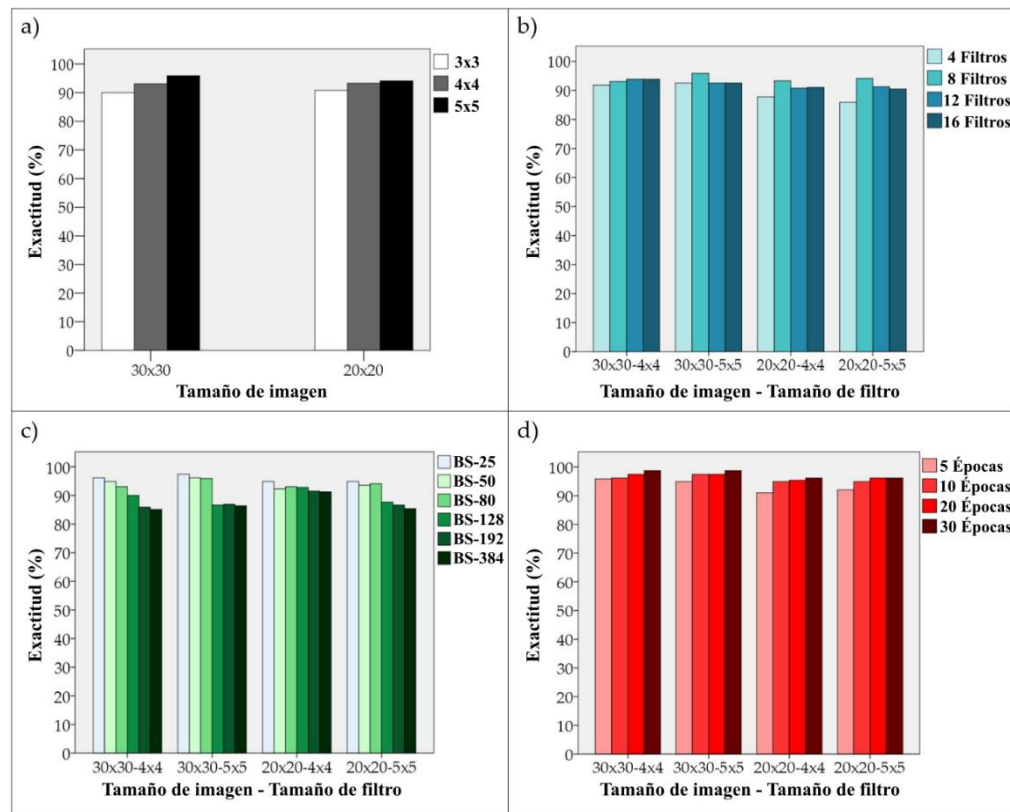 a)
Exactitud (%)
100
90
80
70
60
50
40
30
20
10
0
30x30
20x20
Tamaño de imagen
3x3
4x4
5x5
b)
Exactitud (%)
100
90
80
70
60
50
40
30
20
10
0
30x30-4x4
30x30-5x5
20x20-4x4
20x20-5x5
Tamaño de imagen - Tamaño de filtro
4 Filtros
8 Filtros
12 Filtros
16 Filtros
c)
Exactitud (%)
100
90
80
70
60
50
40
30
20
10
0
30x30-4x4
30x30-5x5
20x20-4x4
20x20-5x5
Tamaño de imagen - Tamaño de filtro
BS-25
BS-50
BS-80
BS-128
BS-192
BS-384
d)
Exactitud (%)
100
90
80
70
60
50
40
30
20
10
0
30x30-4x4
30x30-5x5
20x20-4x4
20x20-5x5
Tamaño de imagen - Tamaño de filtro
5 Épocas
10 Épocas
20 Épocas
30 Épocas